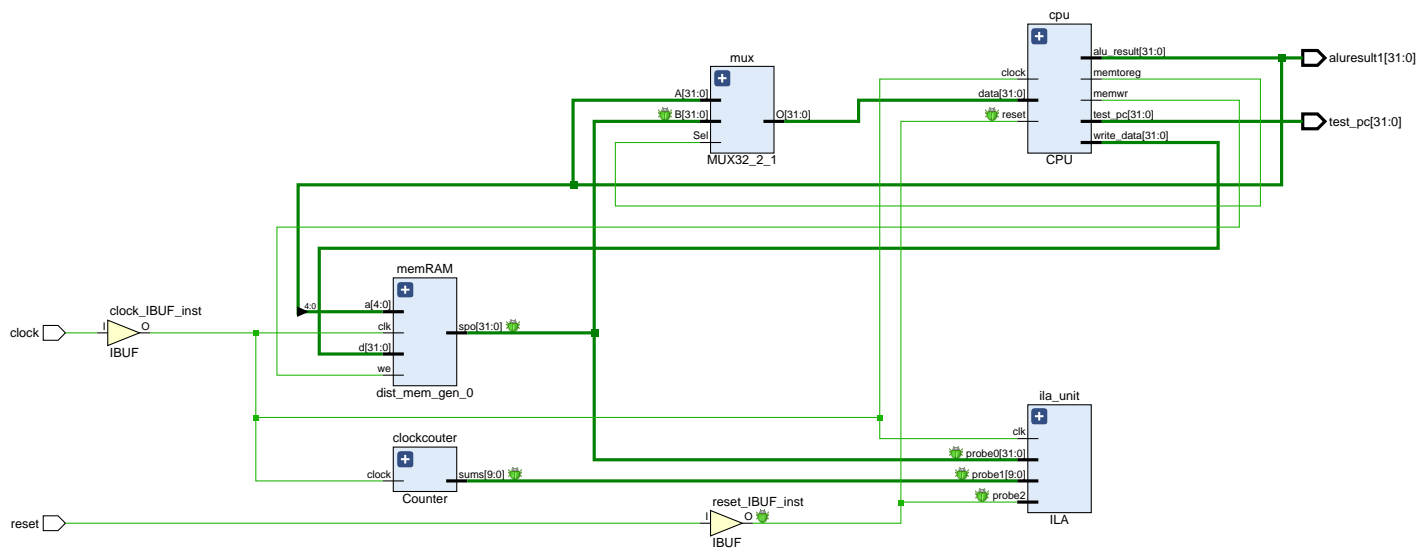 cpu
alu_result[31:0]
aluresult1[31:0]
clock
memtoreg
data[31:0]
memwr
reset
test_pc[31:0]
test_pc[31:0]
write_data[31:0]
CPU
mux
A[31:0]
B[31:0]
O[31:0]
Sel
MUX32_2_1
memRAM
4:0
a[4:0]
clk
spo[31:0]
d[31:0]
we
dist_mem_gen_0
clock_IBUF_inst
clock
I
O
IBUF
clockcouter
clock
sums[9:0]
Counter
ila_unit
clk
probe0[31:0]
probe1[9:0]
probe2
ILA
reset_IBUF_inst
reset
I
O
IBUF